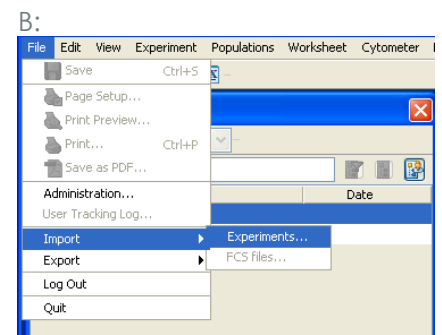 B:
File Edit View Experiment Populations Worksheet Cytometer
Save Ctrl+S
Page Setup...
Print Preview...
Print... Ctrl+P
Save as PDF...
Administration... Date
User Tracking Log...
Import Experiments...
Export FCS files...
Log Out
Quit